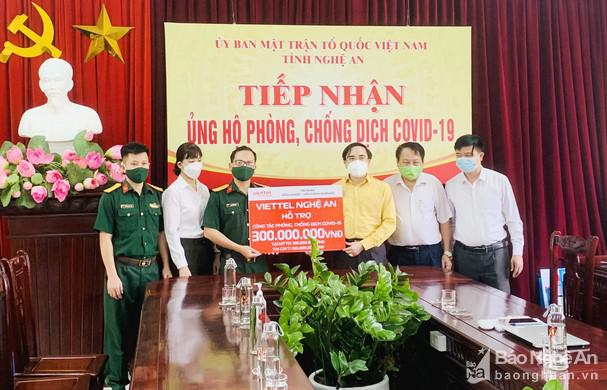 ỦY BAN MẶT TRẬN TỔ QUỐC VIỆT NAM
TỈNH NGHỆ AN
TIẾP NHẬN
ỦNG HỘ PHÒNG, CHỐNG DỊCH COVID-19
VIETTEL NGHỆ AN
HỖ TRỢ
CÔNG TÁC PHÒNG, CHỐNG DỊCH COVID-19
300.000.000VNĐ
Báo Nghệ An
baonghean.vn